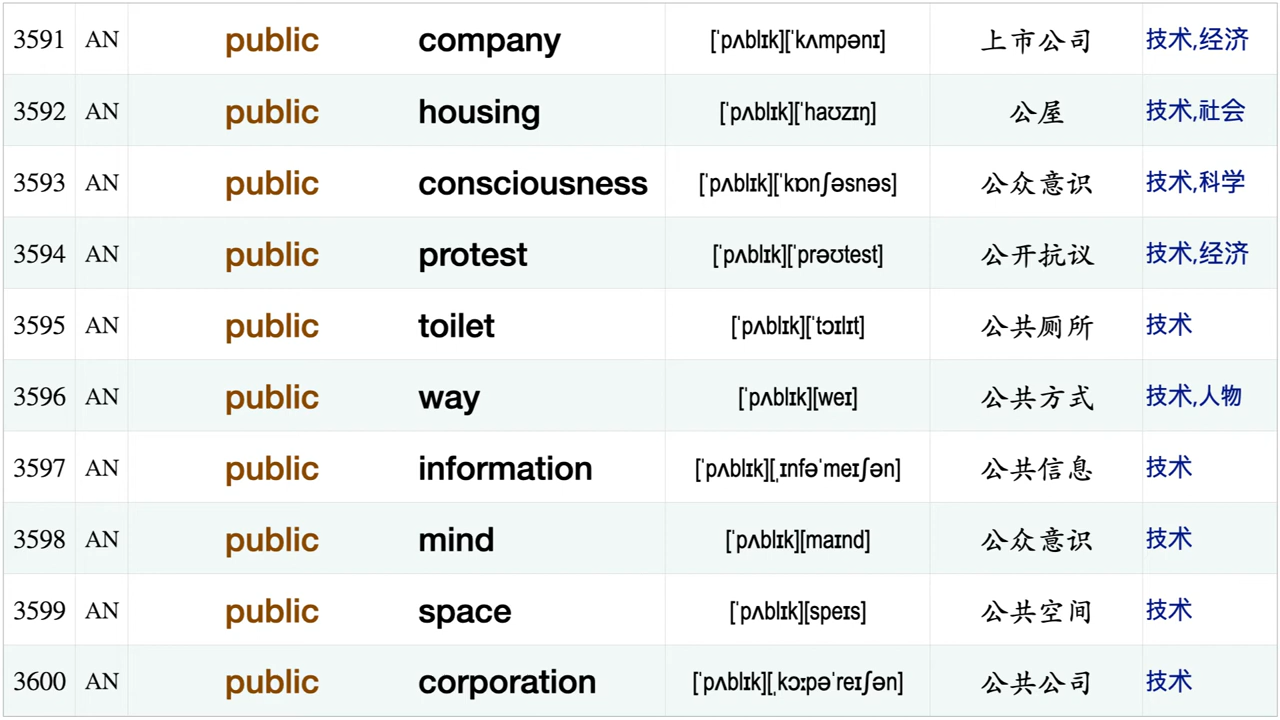 3591 AN public company [ˈpʌblɪk][ˈkʌmpənɪ] 上市公司 技术,经济
3592 AN public housing [ˈpʌblɪk][ˈhaʊzɪŋ] 公屋 技术,社会
3593 AN public consciousness [ˈpʌblɪk][ˈkɒnʃəsnəs] 公众意识 技术,科学
3594 AN public protest [ˈpʌblɪk][ˈprəʊtest] 公开抗议 技术,经济
3595 AN public toilet [ˈpʌblɪk][ˈtɔɪlɪt] 公共厕所 技术
3596 AN public way [ˈpʌblɪk][weɪ] 公共方式 技术,人物
3597 AN public information [ˈpʌblɪk][ˌɪnfəˈmeɪʃən] 公共信息 技术
3598 AN public mind [ˈpʌblɪk][maɪnd] 公众意识 技术
3599 AN public space [ˈpʌblɪk][speɪs] 公共空间 技术
3600 AN public corporation [ˈpʌblɪk][ˌkɔːpəˈreɪʃən] 公共公司 技术